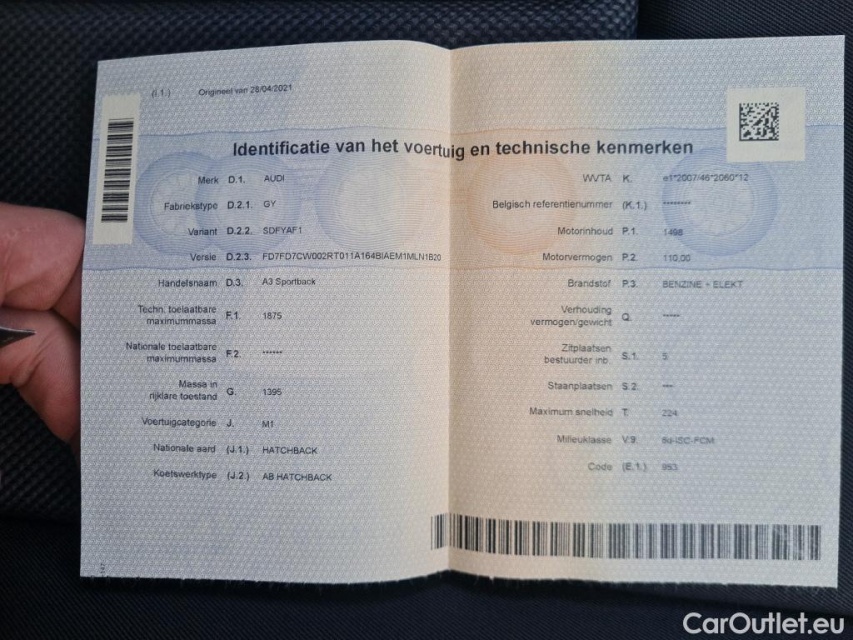 (I.1.) Origineel van 28/04/2021
Identificatie van het voertuig en technische kenmerken
Merk D.1. AUDI
Fabriekstype D.2.1. GY
Variant D.2.2. SDFYAF1
Versie D.2.3. FD7FD7CW002RT011A164BIAEM1MLN1B20
Handelsnaam D.3. A3 Sportback
Techn. toelaatbare
maximummassa F.1. 1875
Nationale toelaatbare
maximummassa F.2. ******
Massa in
rijklare toestand G. 1395
Voertuigcategorie J. M1
Nationale aard (J.1.) HATCHBACK
Koetswerktype (J.2.) AB HATCHBACK
WVTA K. e1*2007/46*2060*12
Belgisch referentienummer (K.1.) ********
Motorinhoud P.1. 1498
Motorvermogen P.2. 110,00
Brandstof P.3. BENZINE + ELEKT
Verhouding
vermogen/gewicht Q. *****
Zitplaatsen
bestuurder inb. S.1. 5
Staanplaatsen S.2. ***
Maximum snelheid T. 224
Milieuklasse V.9. 6d-ISC-FCM
Code (E.1.) 953
CarOutlet.eu